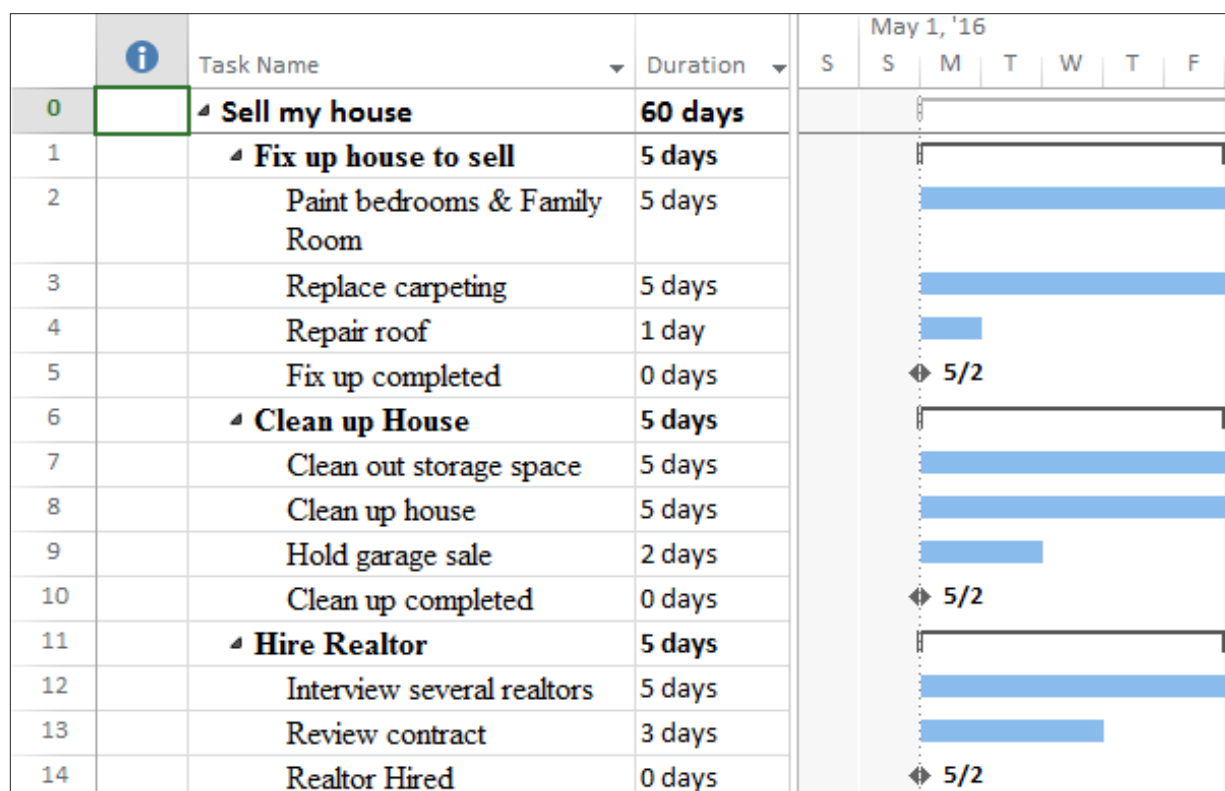 May 1, '16
Task Name Duration S S M T W T F
0 Sell my house 60 days
1 Fix up house to sell 5 days
2 Paint bedrooms & Family 5 days
Room
3 Replace carpeting 5 days
4 Repair roof 1 day
5 Fix up completed 0 days 5/2
6 Clean up House 5 days
7 Clean out storage space 5 days
8 Clean up house 5 days
9 Hold garage sale 2 days
10 Clean up completed 0 days 5/2
11 Hire Realtor 5 days
12 Interview several realtors 5 days
13 Review contract 3 days
14 Realtor Hired 0 days 5/2